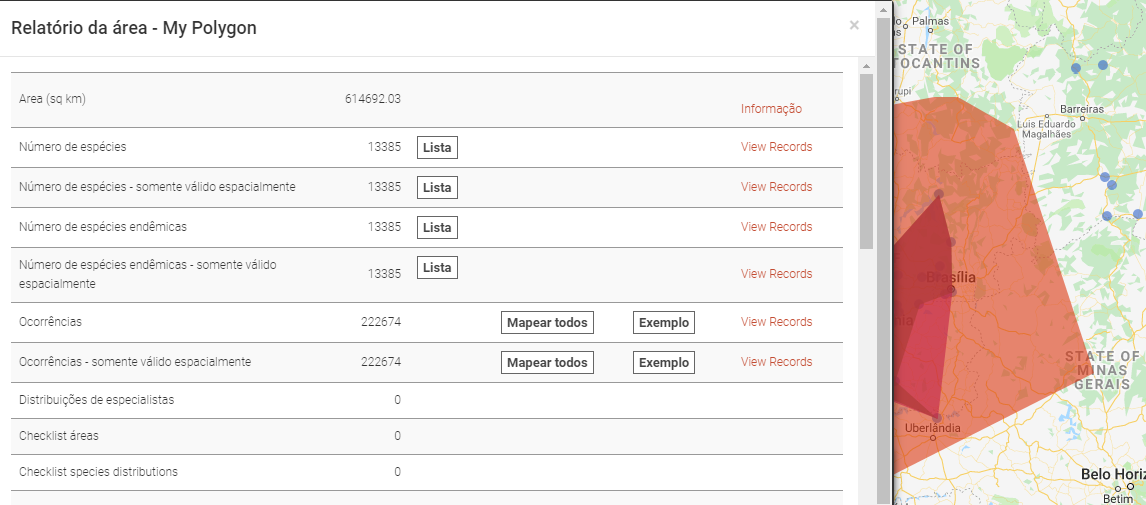 Relatório da área - My Polygon ×
Area (sq km) 614692.03 Informação
Número de espécies 13385 Lista View Records
Número de espécies - somente válido espacialmente 13385 Lista View Records
Número de espécies endêmicas 13385 Lista View Records
Número de espécies endêmicas - somente válido
espacialmente 13385 Lista View Records
Ocorrências 222674 Mapear todos Exemplo View Records
Ocorrências - somente válido espacialmente 222674 Mapear todos Exemplo View Records
Distribuições de especialistas 0
Checklist áreas 0
Checklist species distributions 0
Palmas
STATE OF
TOCANTINS
urupi
Barreiras
Luis Eduardo
Magalhães
Brasília
STATE OF
MINAS
GERAIS
Uberlândia
Belo Horiz
Betim